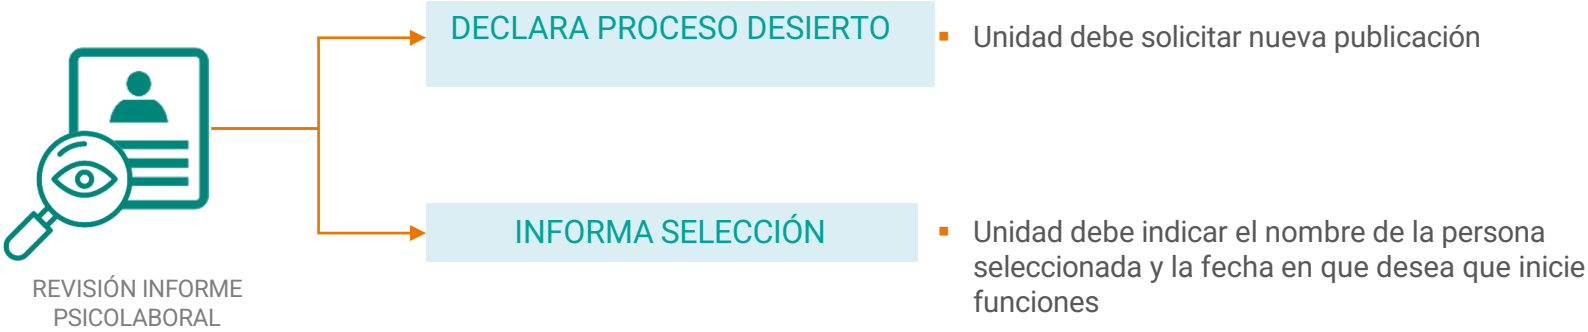 DECLARA PROCESO DESIERTO
▪ Unidad debe solicitar nueva publicación
INFORMA SELECCIÓN
▪ Unidad debe indicar el nombre de la persona
seleccionada y la fecha en que desea que inicie
funciones
REVISIÓN INFORME
PSICOLABORAL